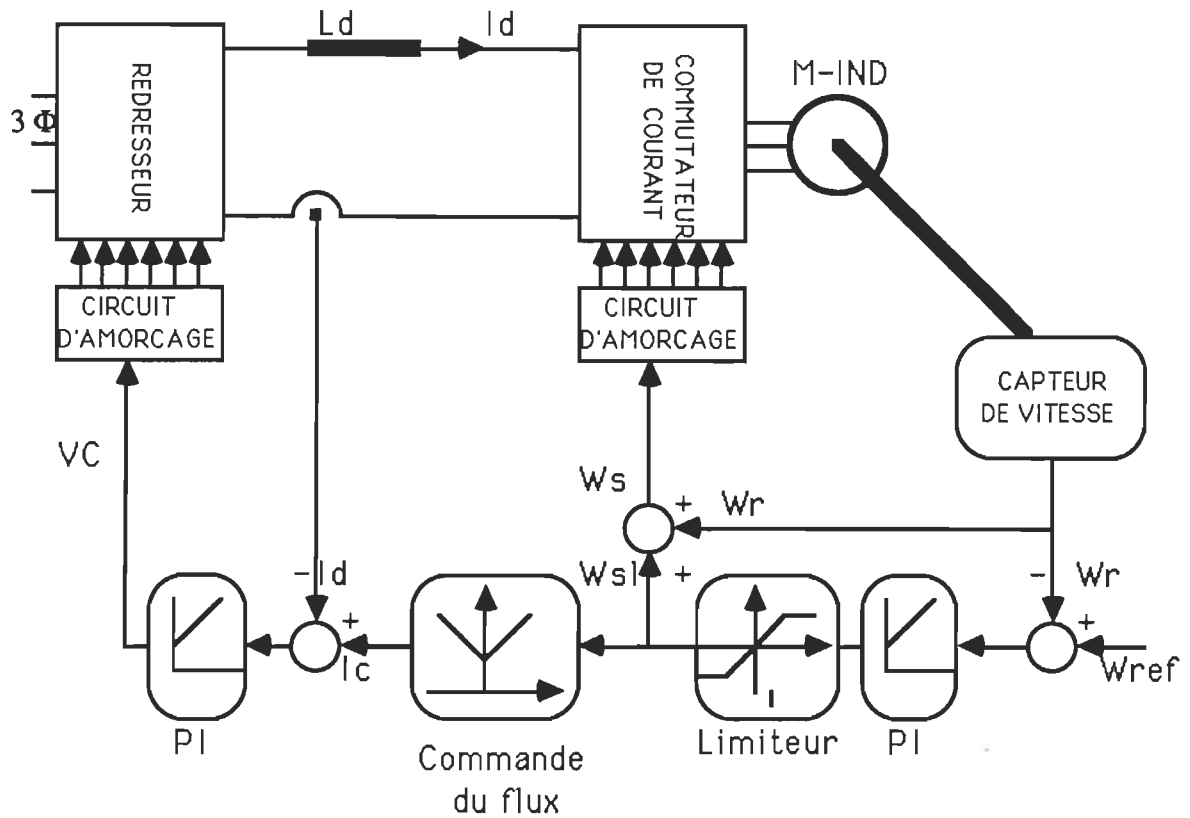 Ld
Id
REDRESSEUR
COMMUTATEUR
DE COURANT
M-IND
3 Φ
CIRCUIT
D'AMORCAGE
CIRCUIT
D'AMORCAGE
CAPTEUR
DE VITESSE
VC
Ws
+
Wr
-Id
Wsl
+
-
Wr
+
Ic
+
Wref
PI
Commande
du flux
Limiteur
PI